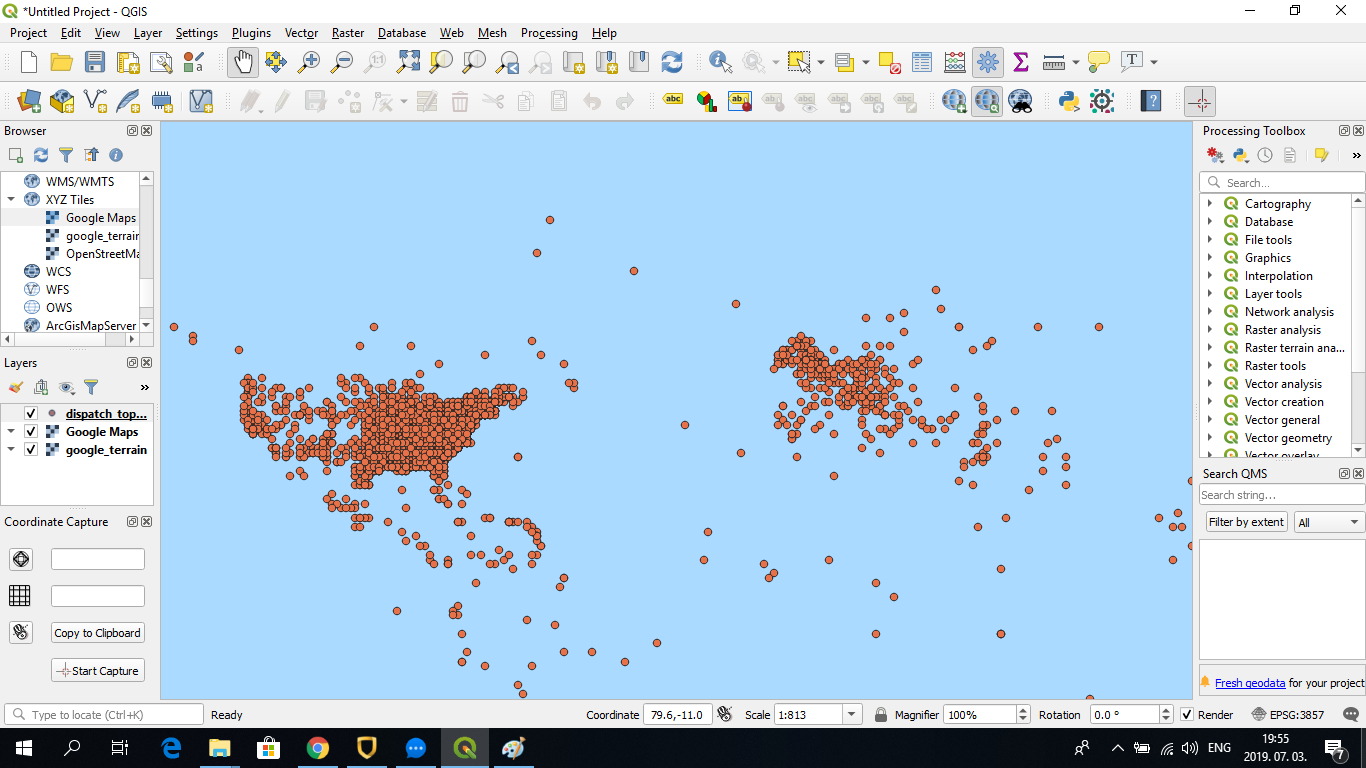 *Untitled Project - QGIS
Project Edit View Layer Settings Plugins Vector Raster Database Web Mesh Processing Help
Browser
WMS/WMTS
XYZ Tiles
Google Maps
google_terrain
OpenStreetMa
WCS
WFS
OWS
ArcGisMapServer
Layers
dispatch_top...
Google Maps
google_terrain
Coordinate Capture
Copy to Clipboard
Start Capture
Processing Toolbox
Search...
Cartography
Database
File tools
Graphics
Interpolation
Layer tools
Network analysis
Raster analysis
Raster terrain ana...
Raster tools
Vector analysis
Vector creation
Vector general
Vector geometry
Vector overlay
Search QMS
Search string...
Filter by extent All
Fresh geodata for your project
Type to locate (Ctrl+K) Ready Coordinate 79.6,-11.0 Scale 1:813 Magnifier 100% Rotation 0.0 ° Render EPSG:3857
ENG 19:55
2019. 07. 03. 7